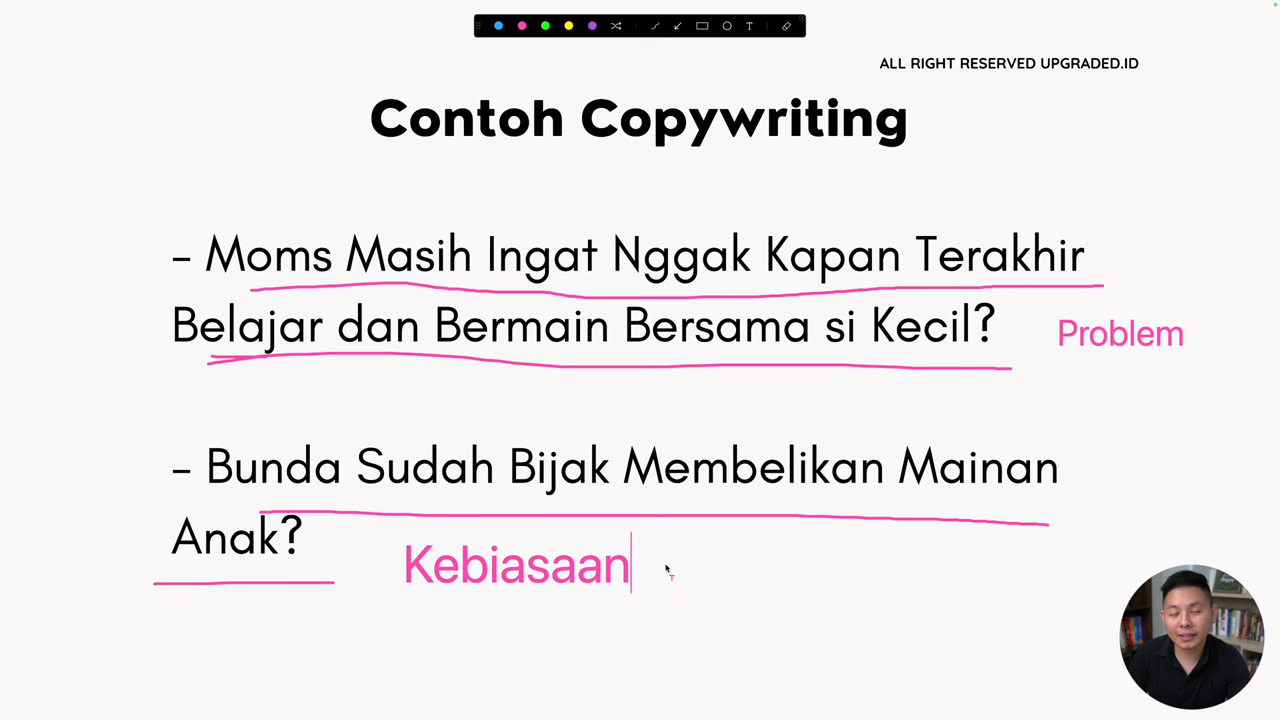 ALL RIGHT RESERVED UPGRADED.ID
Contoh Copywriting
- Moms Masih Ingat Nggak Kapan Terakhir
Belajar dan Bermain Bersama si Kecil?
Problem
- Bunda Sudah Bijak Membelikan Mainan
Anak?
Kebiasaan